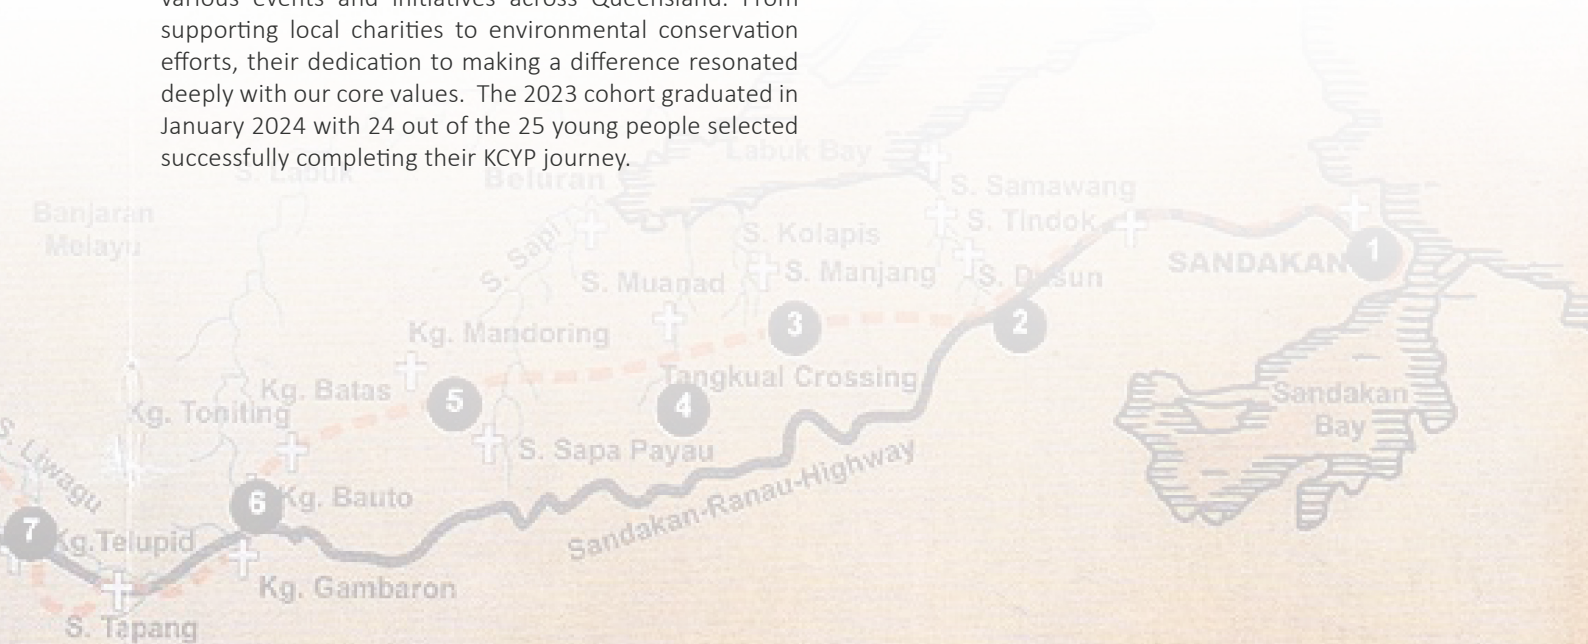 various events and initiatives across Queensland. From
supporting local charities to environmental conservation
efforts, their dedication to making a difference resonated
deeply with our core values. The 2023 cohort graduated in
January 2024 with 24 out of the 25 young people selected
successfully completing their KCYP journey.
Labuk Bay
S. Labuk
Beluran
S. Samawang
Banjaran
Melayu
S. Tindok
S. Sapi
S. Kolapis
SANDAKAN
1
S. Muanad
S. Manjang
S. Dusun
Kg. Mandoring
3
2
Tangkual Crossing
Kg. Batas
5
4
Sandakan
Bay
Kg. Toniting
S. Liwagu
S. Sapa Payau
Sandakan-Ranau-Highway
6
Kg. Bauto
7
Kg.Telupid
Kg. Gambaron
S. Tapang